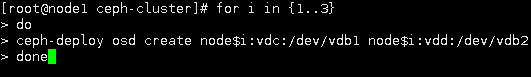 [root@node1 ceph-cluster]# for i in {1..3}
> do
> ceph-deploy osd create node$i:vdc:/dev/vdb1 node$i:vdd:/dev/vdb2
> done